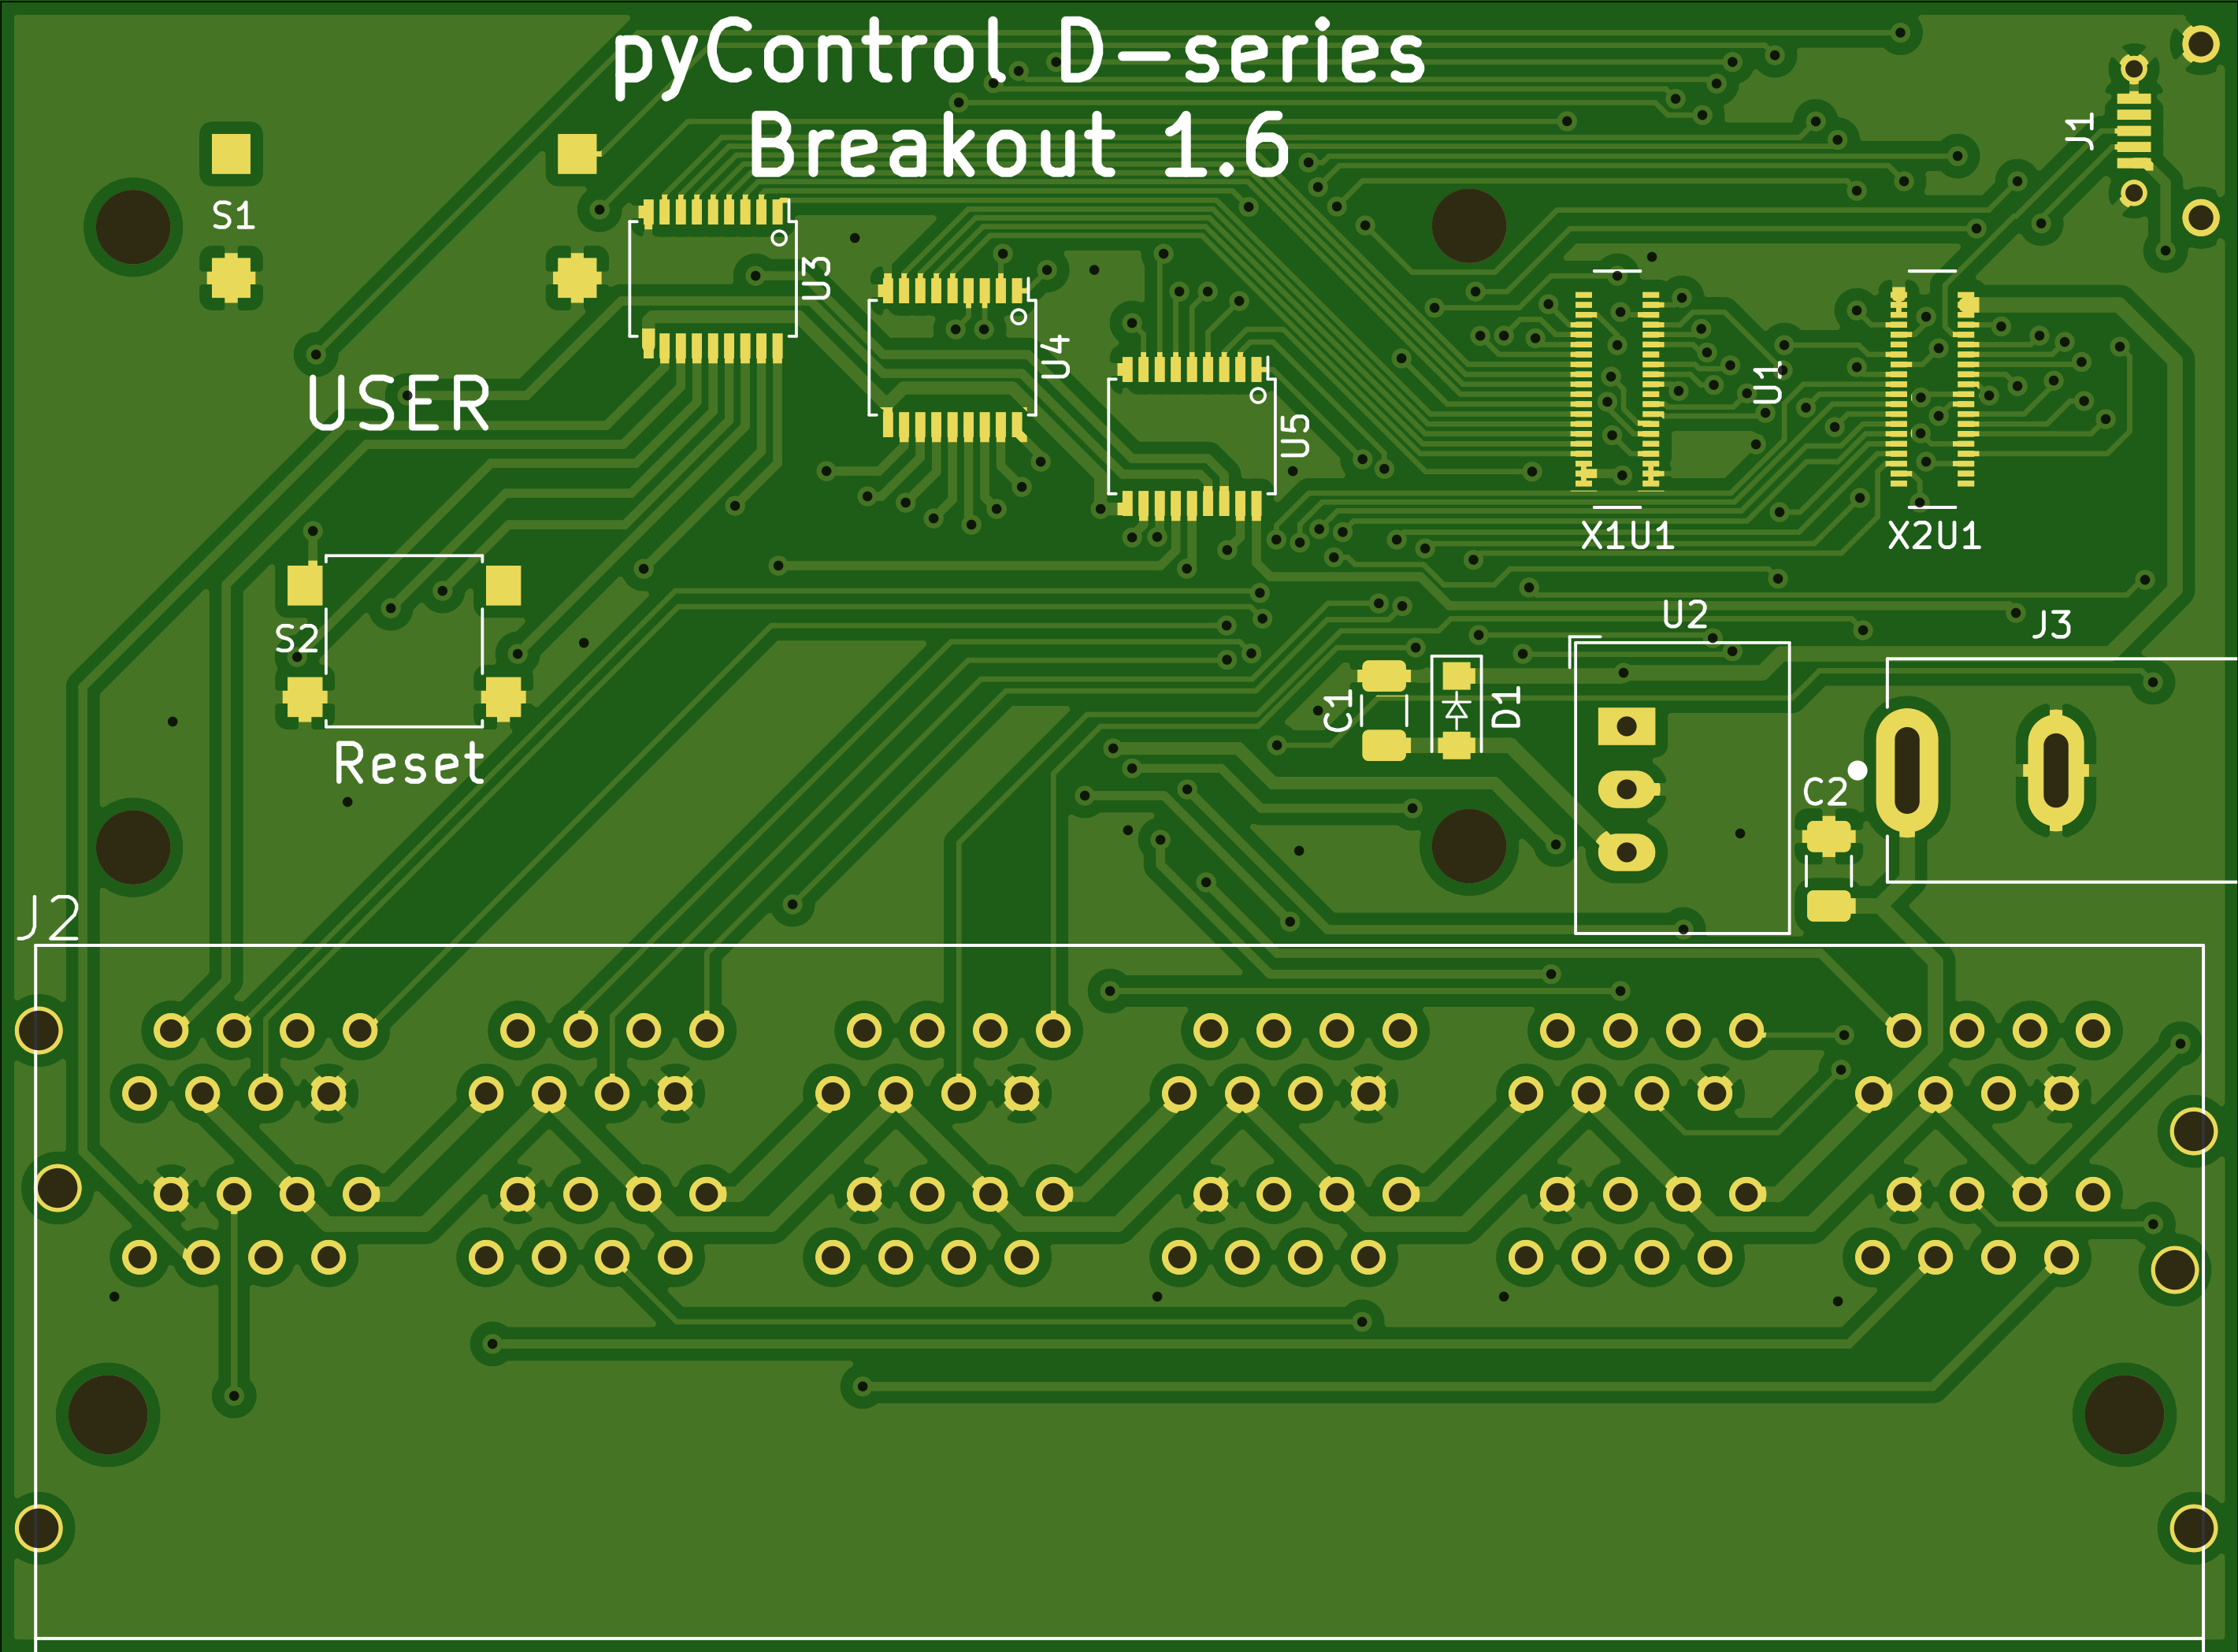 pyControl D-series
Breakout 1.6
J1
S1
U3
U4
U1
USER
U5
X1U1
X2U1
U2
J3
S2
C1
D1
Reset
C2
J2